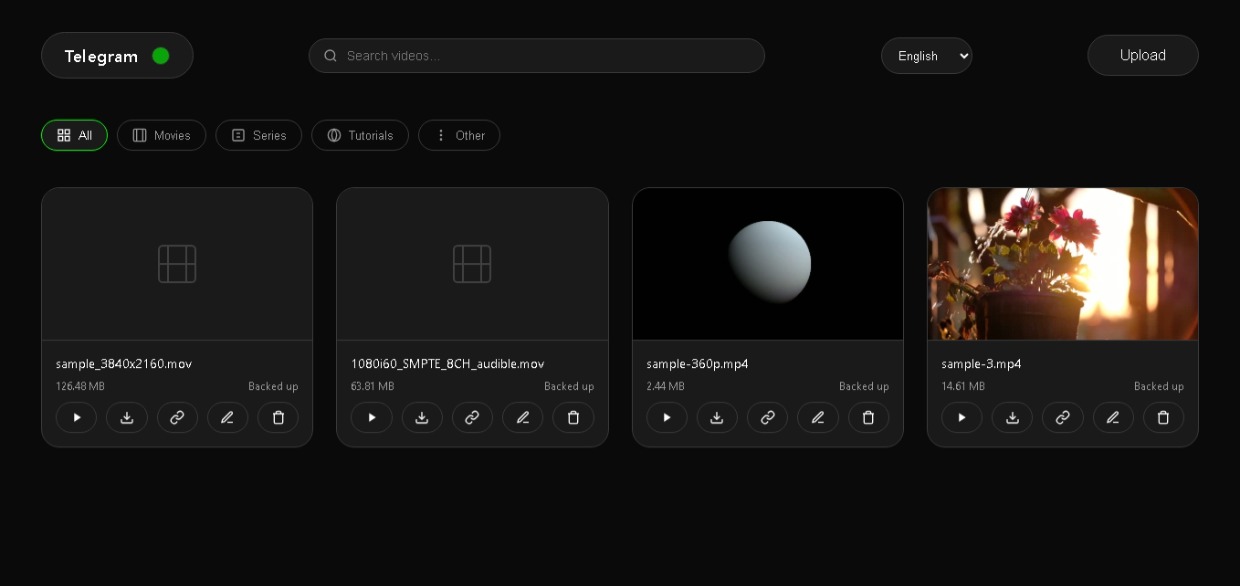 Telegram
Search videos...
English
Upload
All
Movies
Series
Tutorials
Other
sample_3840x2160.mov
126.48 MB
Backed up
1080i60_SMPTE_8CH_audible.mov
63.81 MB
Backed up
sample-360p.mp4
2.44 MB
Backed up
sample-3.mp4
14.61 MB
Backed up